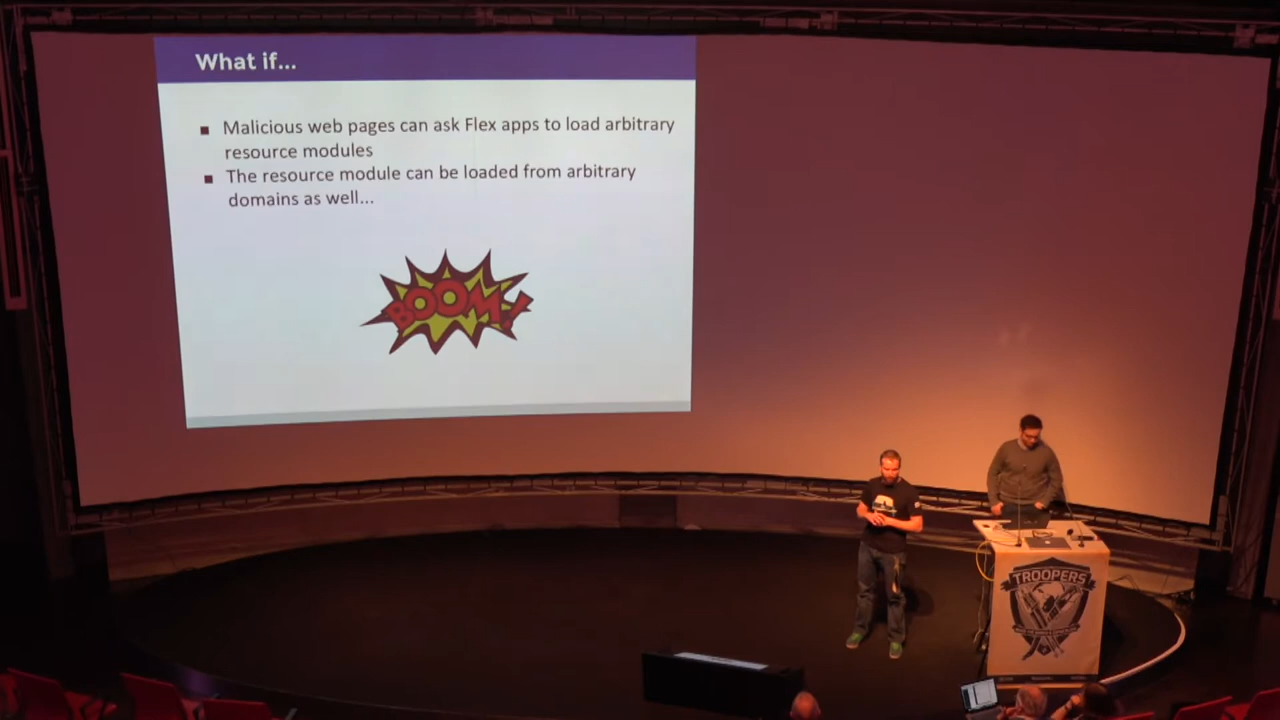 What if...
Malicious web pages can ask Flex apps to load arbitrary
resource modules
The resource module can be loaded from arbitrary
domains as well...
BOOM!
TROOPERS